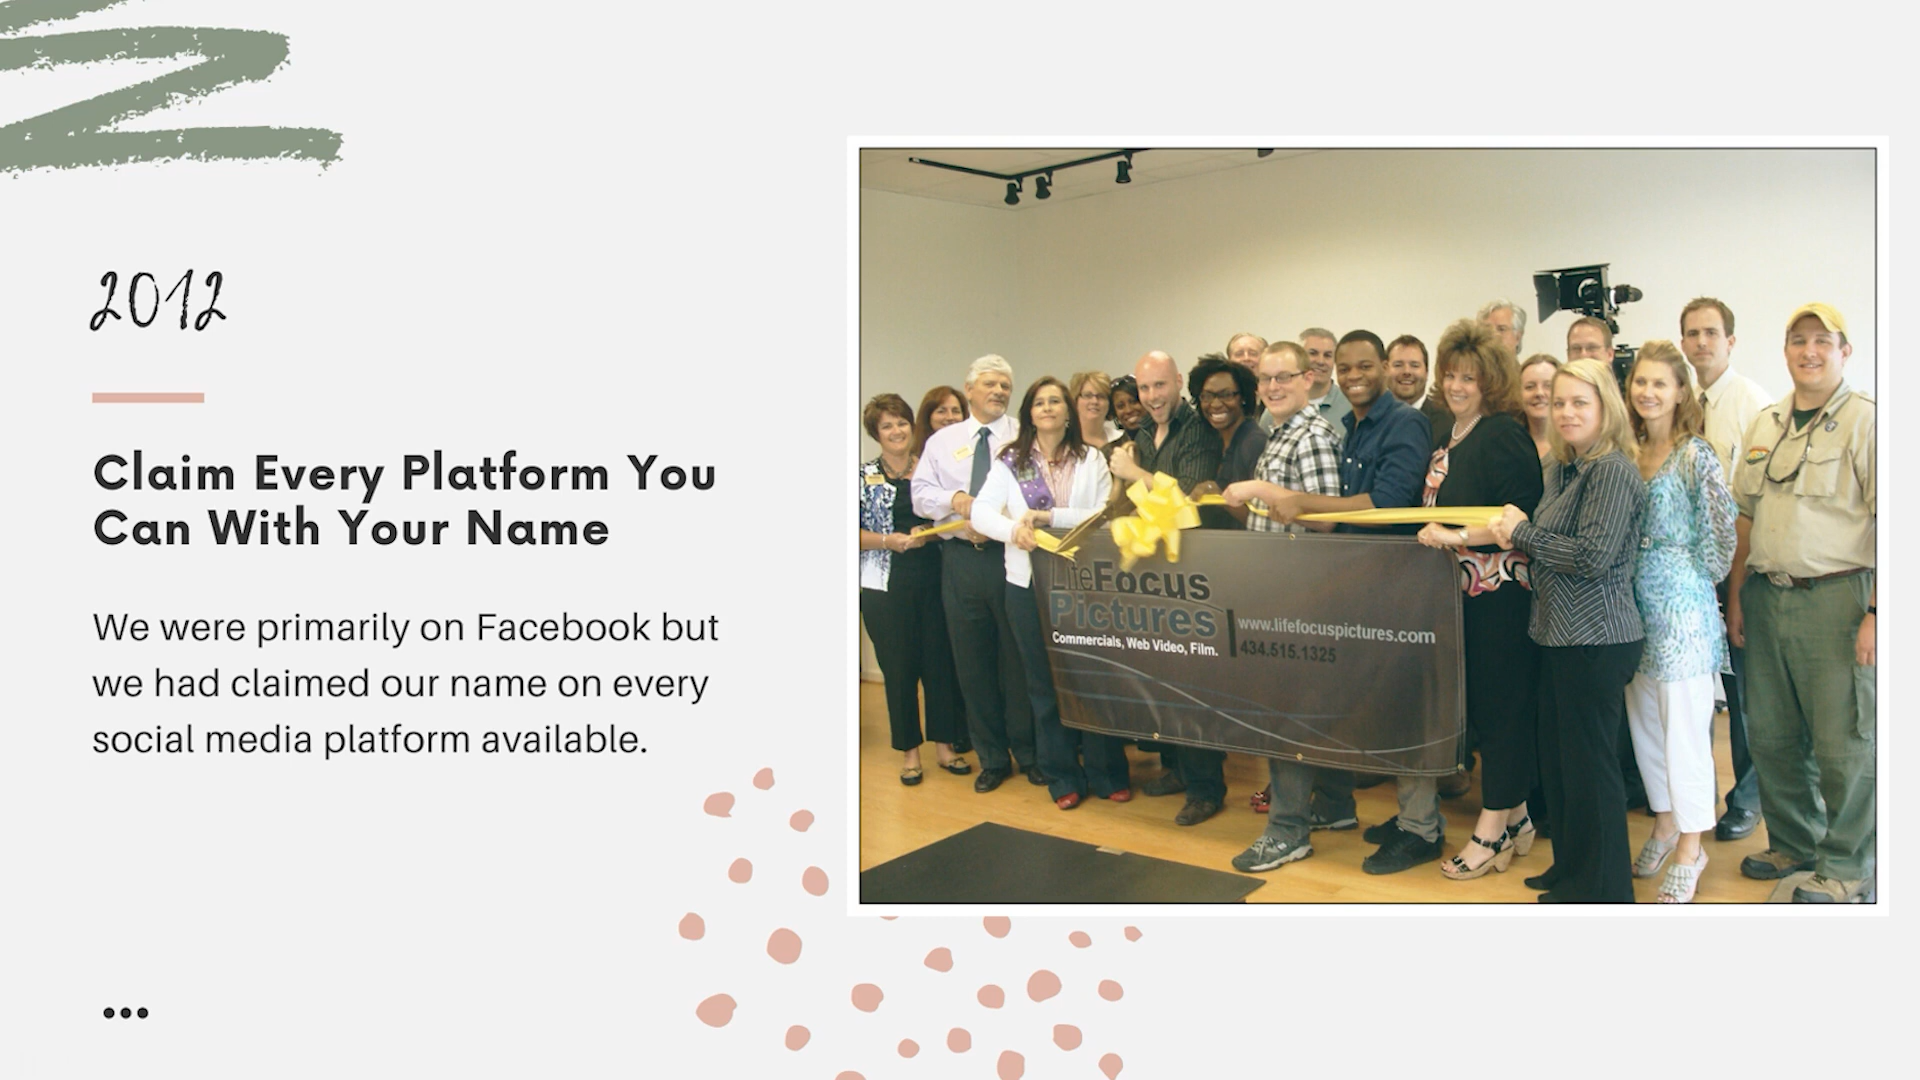 2012
Claim Every Platform You
Can With Your Name
We were primarily on Facebook but
we had claimed our name on every
social media platform available.
LifeFocus
Pictures
Commercials, Web Video, Film.
www.lifefocuspictures.com
434.515.1325